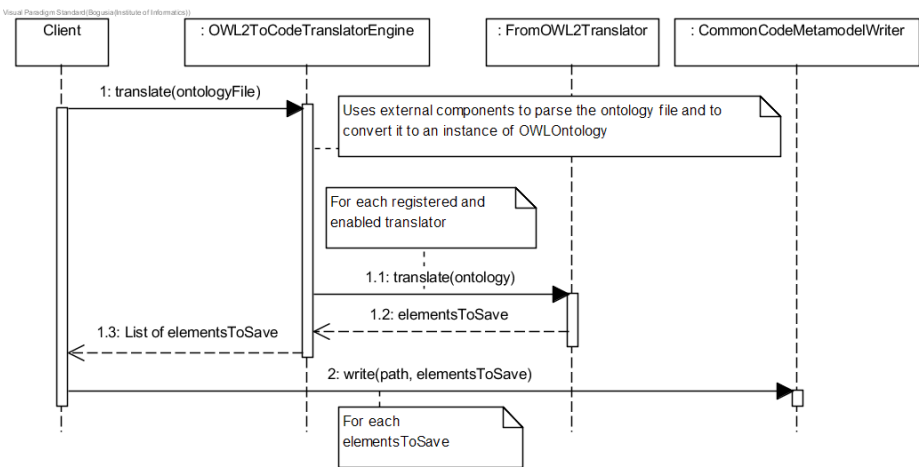 Visual Paradigm Standard(Bogusia(Institute of Informatics))
Client
: OWL2ToCodeTranslatorEngine
: FromOWL2Translator
: CommonCodeMetamodelWriter
1: translate(ontologyFile)
Uses external components to parse the ontology file and to
convert it to an instance of OWLOntology
For each registered and
enabled translator
1.1: translate(ontology)
1.2: elementsToSave
1.3: List of elementsToSave
2: write(path, elementsToSave)
For each
elementsToSave